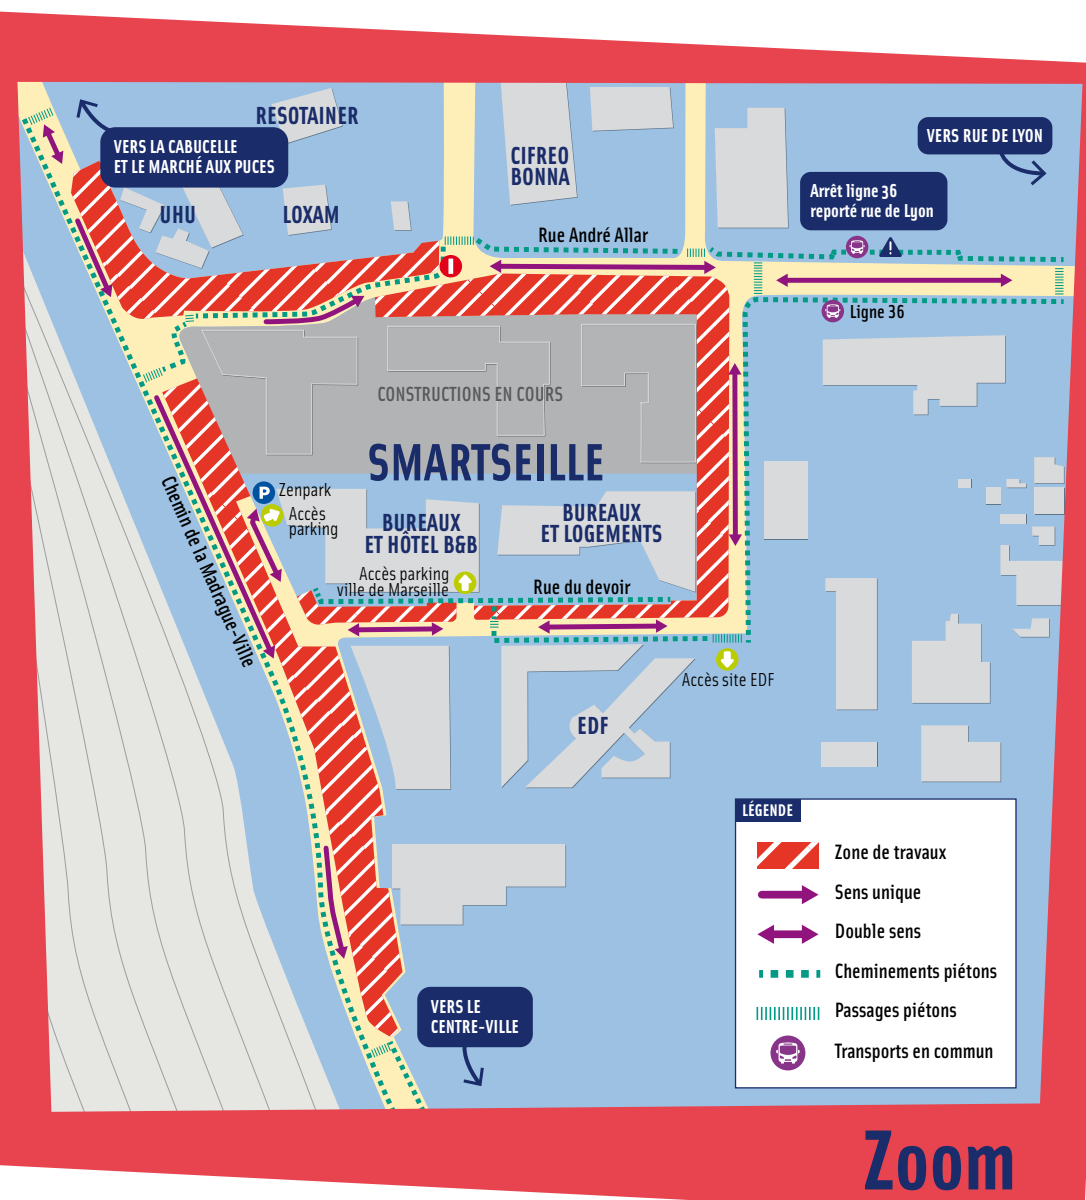 RESOTAINER
VERS LA CABUCELLE
ET LE MARCHÉ AUX PUCES
CIFREO
BONNA
VERS RUE DE LYON
UHU
LOXAM
Arrêt ligne 36
reporté rue de Lyon
Rue André Allar
Ligne 36
CONSTRUCTIONS EN COURS
SMARTSEILLE
Chemin de la Madrague-Ville
P
Zenpark
Accès
parking
BUREAUX
ET HÔTEL B&B
BUREAUX
ET LOGEMENTS
Accès parking
ville de Marseille
Rue du devoir
Accès site EDF
EDF
VERS LE
CENTRE-VILLE
LÉGENDE
Zone de travaux
Sens unique
Double sens
Cheminements piétons
Passages piétons
Transports en commun
Zoom